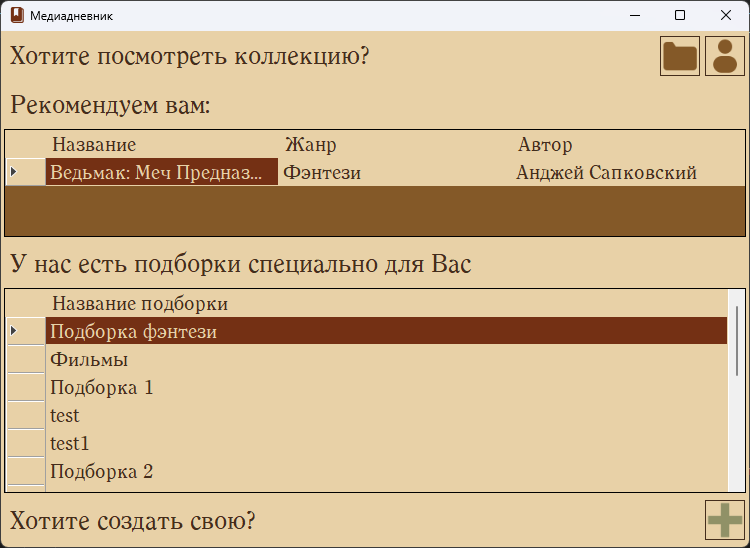 Медиадневник
Хотите посмотреть коллекцию?
Рекомендуем вам:
Название Жанр Автор
Ведьмак: Меч Предназ... Фэнтези Анджей Сапковский
У нас есть подборки специально для Вас
Название подборки
Подборка фэнтези
Фильмы
Подборка 1
test
test1
Подборка 2
Хотите создать свою?